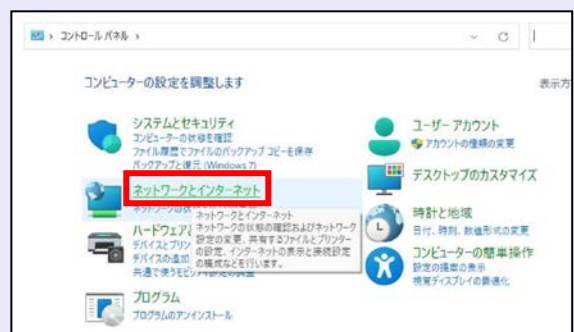 コントロール パネル
コンピューターの設定を調整します
表示方
システムとセキュリティ
コンピューターの状態を確認
ファイル履歴でファイルのバックアップ コピーを保存
バックアップと復元 (Windows 7)
ネットワークとインターネット
ネットワークの状
ネットワークとインターネット
ネットワークの状態の確認およびネットワーク
設定の変更、共有するファイルとプリンター
の設定、インターネットの表示と接続設定
の構成などを行います。
ハードウェアと
デバイスとプリン
デバイスの追加
共通で使うモビリティ設定の調整
プログラム
プログラムのアンインストール
ユーザー アカウント
アカウントの種類の変更
デスクトップのカスタマイズ
時計と地域
日付、時刻、数値形式の変更
コンピューターの簡単操作
設定の提案の表示
視覚ディスプレイの最適化